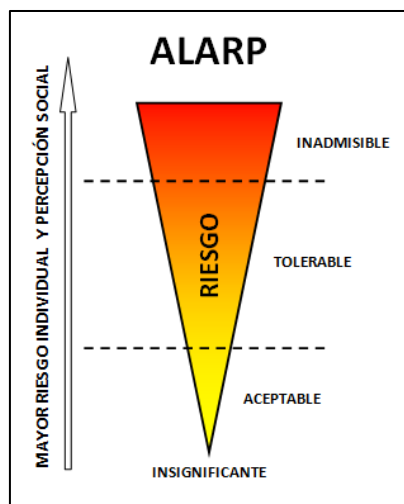 ALARP
MAYOR RIESGO INDIVIDUAL Y PERCEPCIÓN SOCIAL
INADMISIBLE
RIESGO
TOLERABLE
ACEPTABLE
INSIGNIFICANTE